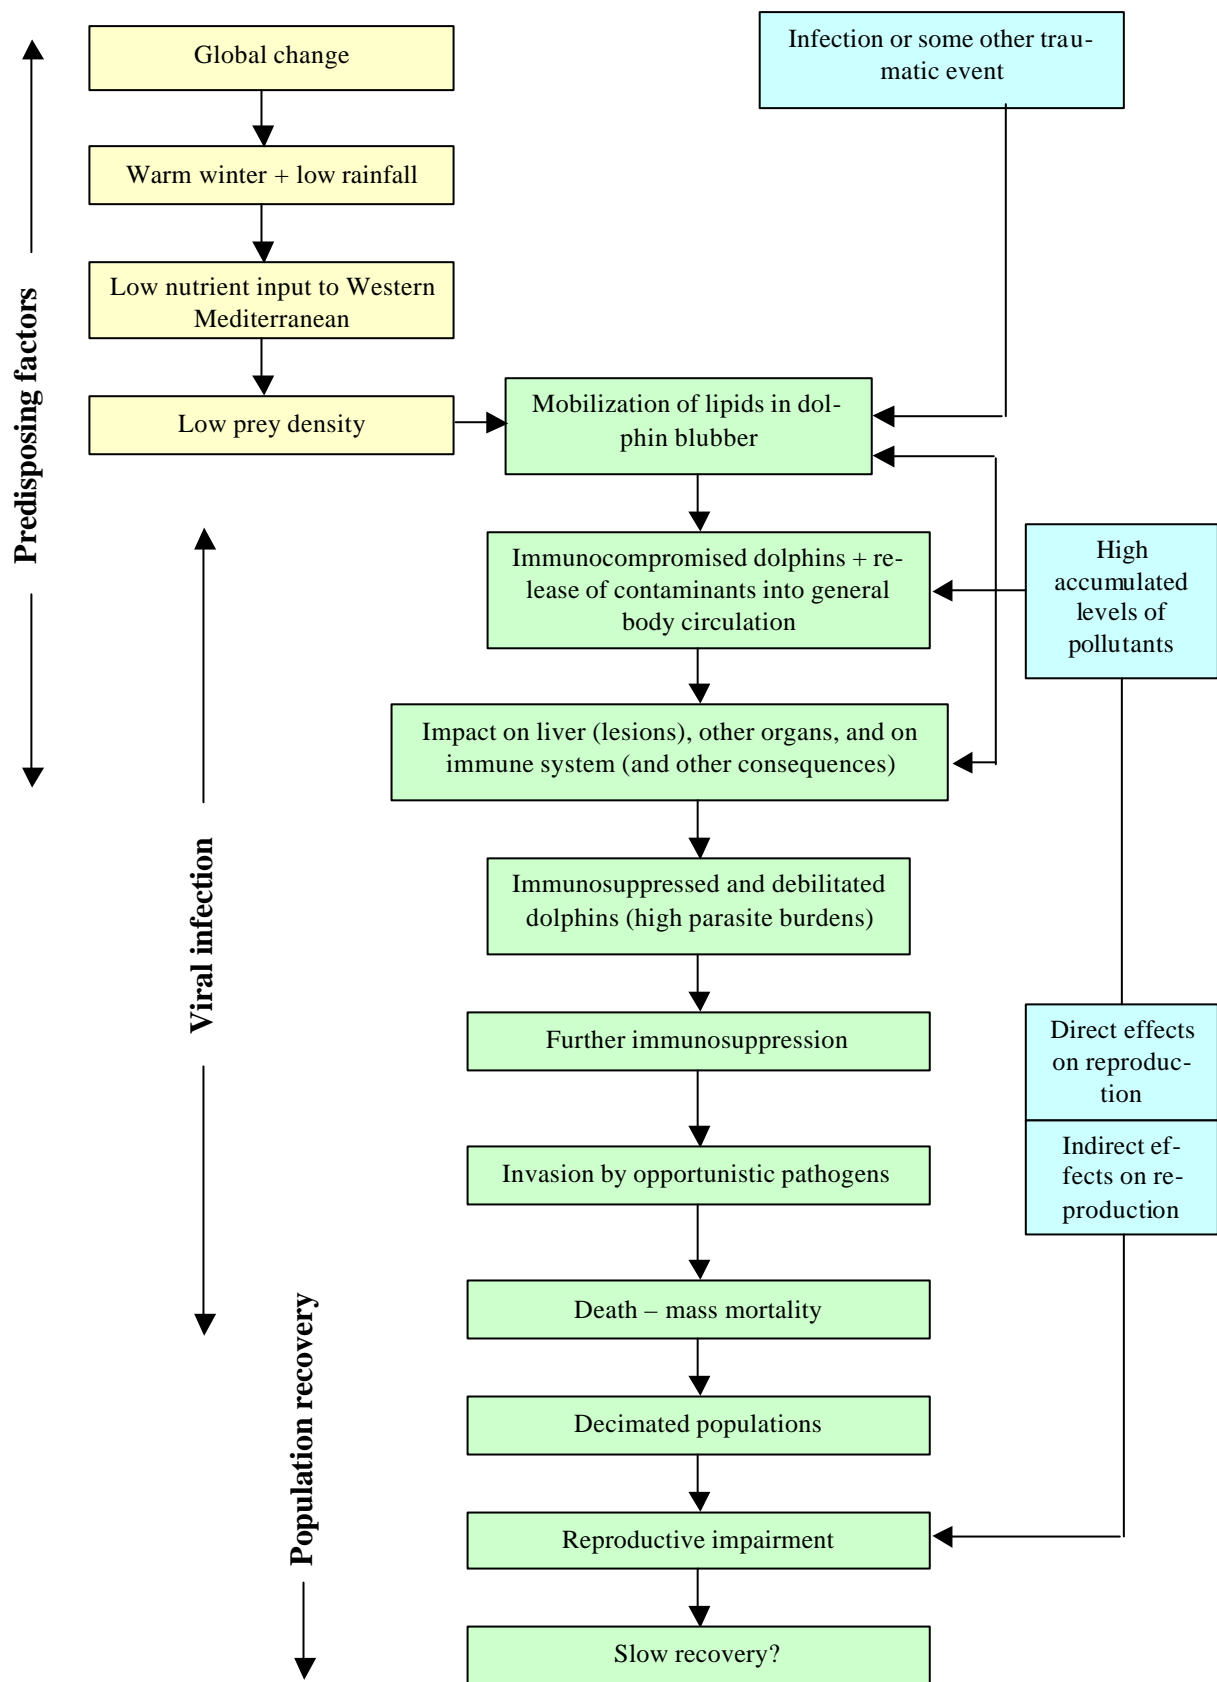 Global change
Infection or some other trau-
matic event
Warm winter + low rainfall
Low nutrient input to Western
Mediterranean
Low prey density
Predisposing factors
Mobilization of lipids in dol-
phin blubber
Immunocompromised dolphins + re-
lease of contaminants into general
body circulation
High
accumulated
levels of
pollutants
Impact on liver (lesions), other organs, and on
immune system (and other consequences)
Viral infection
Immunosuppressed and debilitated
dolphins (high parasite burdens)
Further immunosuppression
Direct effects
on reproduc-
tion
Indirect ef-
fects on re-
production
Invasion by opportunistic pathogens
Death – mass mortality
Population recovery
Decimated populations
Reproductive impairment
Slow recovery?